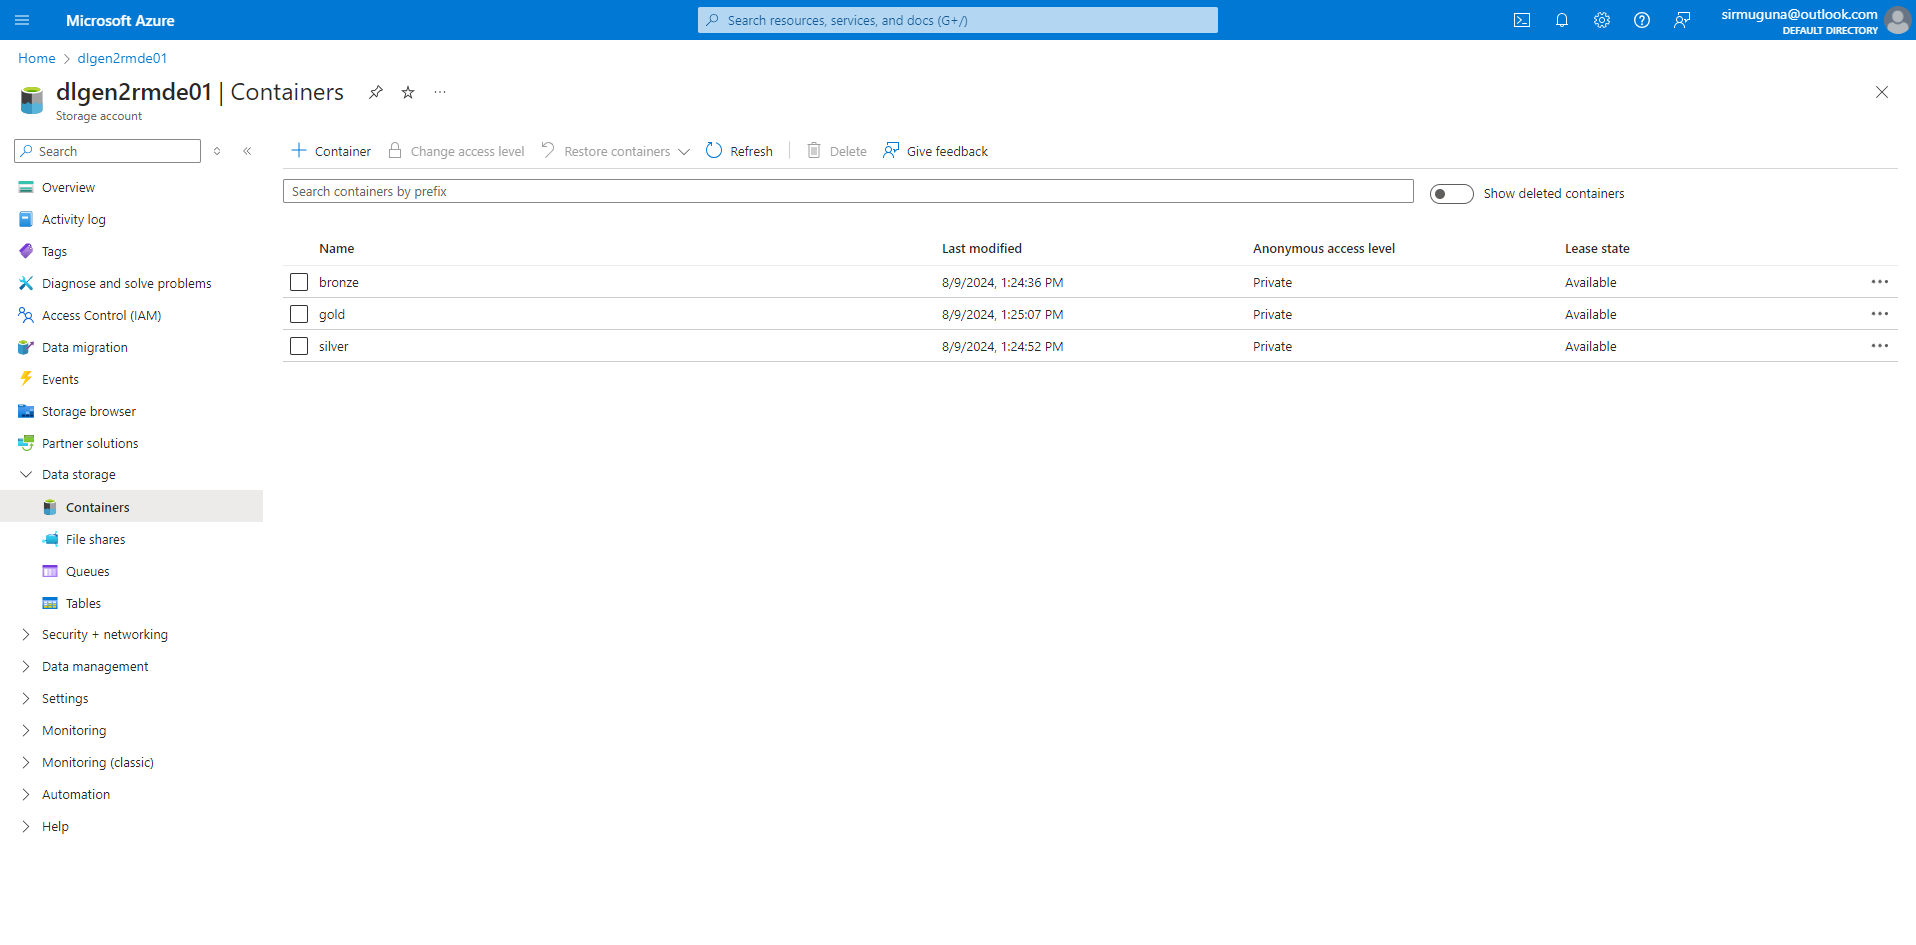 Microsoft Azure
Search resources, services, and docs (G+/)
sirmuguna@outlook.com
DEFAULT DIRECTORY
Home > dlgen2rmde01
dlgen2rmde01 | Containers
Storage account
Search
Overview
Activity log
Tags
Diagnose and solve problems
Access Control (IAM)
Data migration
Events
Storage browser
Partner solutions
Data storage
Containers
File shares
Queues
Tables
Security + networking
Data management
Settings
Monitoring
Monitoring (classic)
Automation
Help
Container Change access level Restore containers Refresh Delete Give feedback
Search containers by prefix
Show deleted containers
Name Last modified Anonymous access level Lease state
bronze 8/9/2024, 1:24:36 PM Private Available
gold 8/9/2024, 1:25:07 PM Private Available
silver 8/9/2024, 1:24:52 PM Private Available